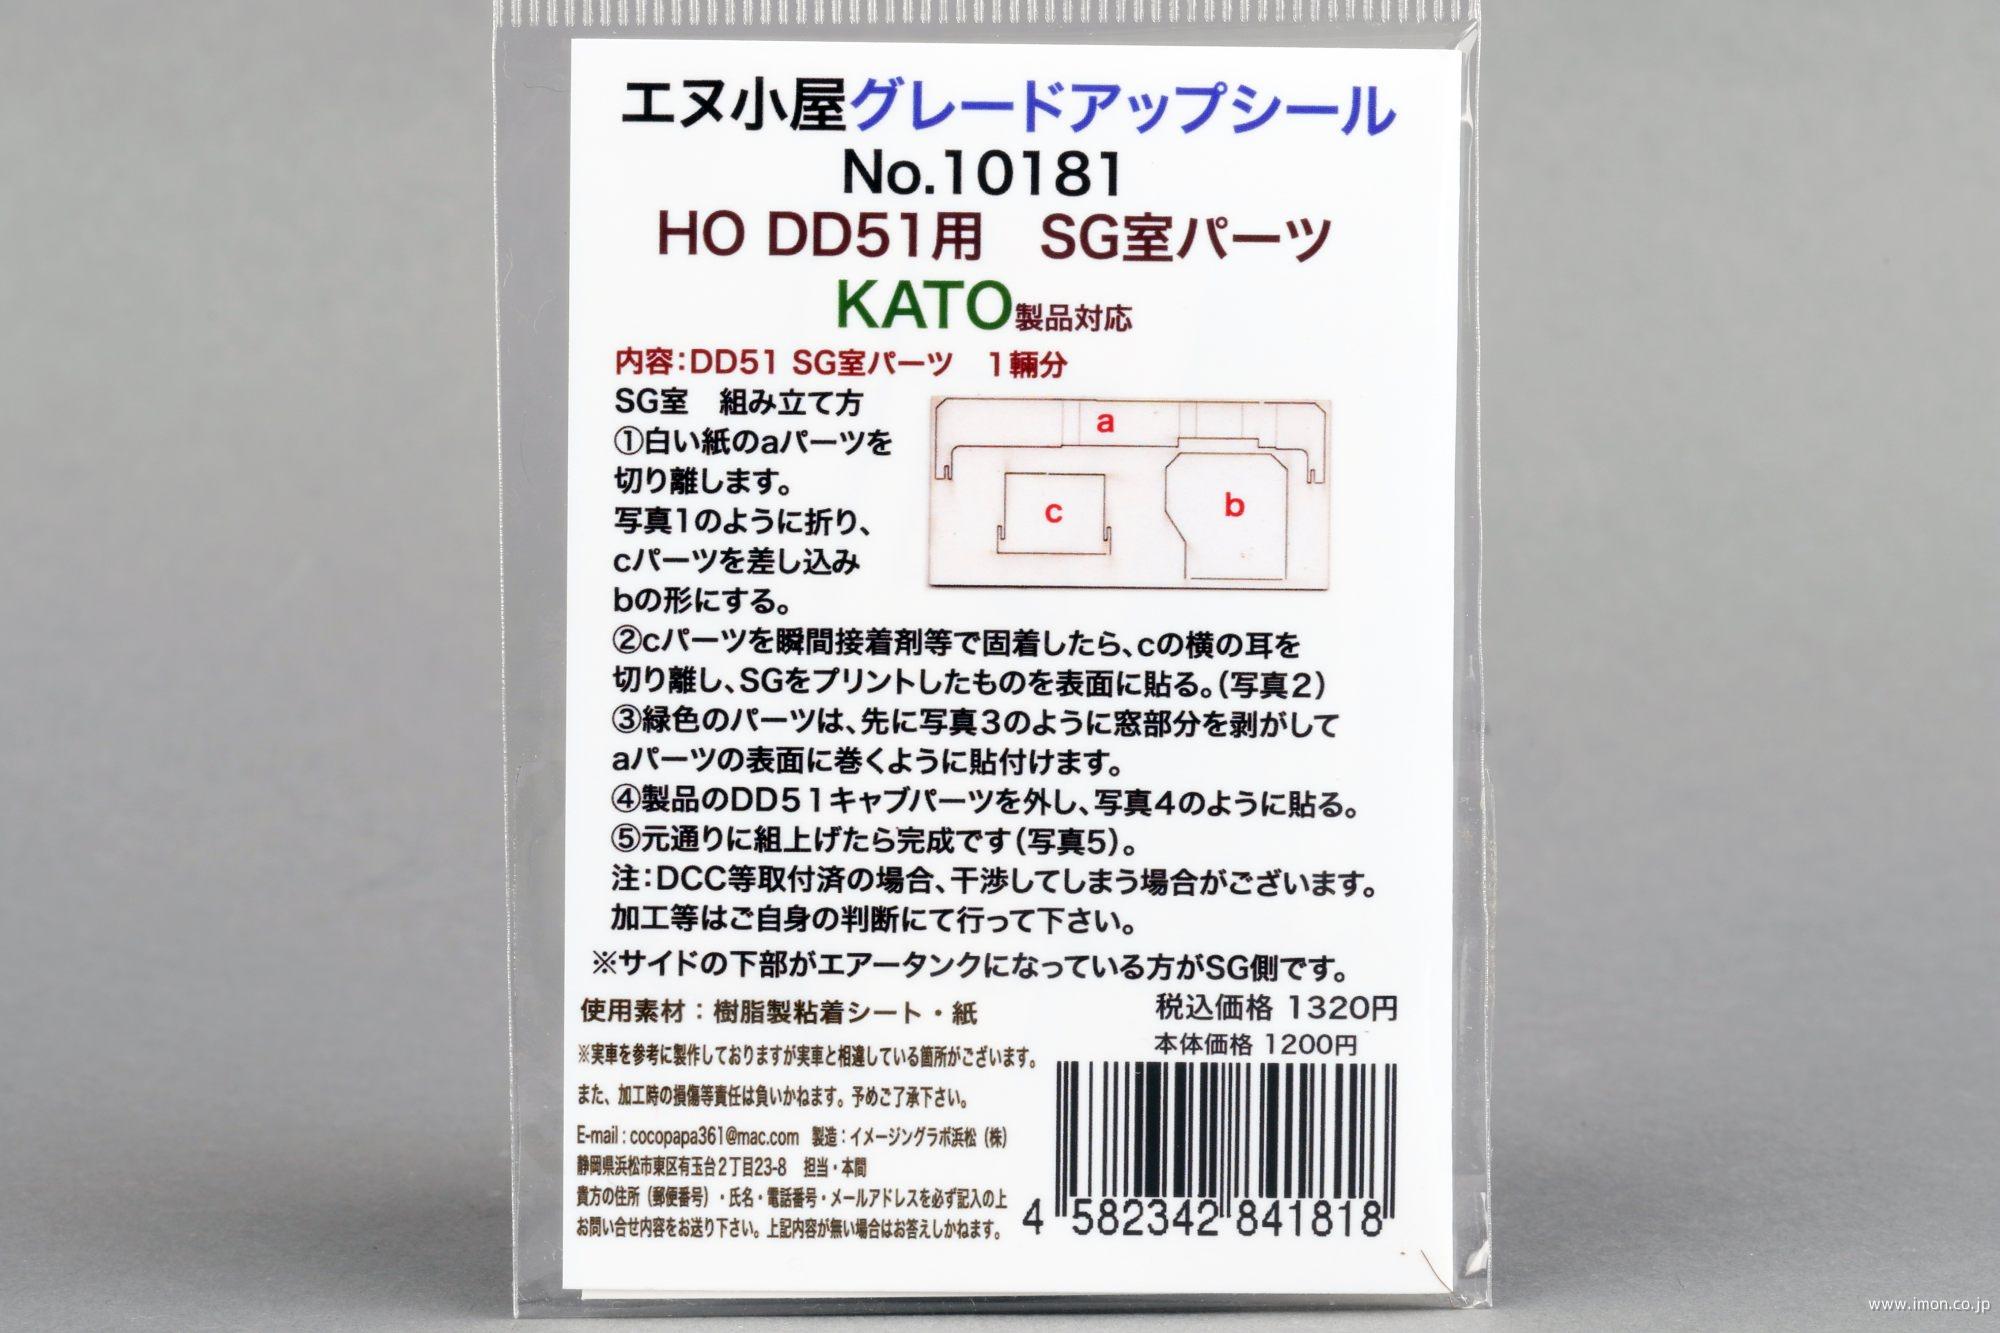 エヌ小屋グレードアップシール
No.10181
HO DD51用　SG室パーツ
KATO製品対応
内容：DD51 SG室パーツ　1輛分
SG室　組み立て方
①白い紙のaパーツを
切り離します。
写真1のように折り、
cパーツを差し込み
bの形にする。
a
c
b
②cパーツを瞬間接着剤等で固着したら、cの横の耳を
切り離し、SGをプリントしたものを表面に貼る。（写真2）
③緑色のパーツは、先に写真3のように窓部分を剥がして
aパーツの表面に巻くように貼付けます。
④製品のDD51キャブパーツを外し、写真4のように貼る。
⑤元通りに組上げたら完成です（写真5）。
注：DCC等取付済の場合、干渉してしまう場合がございます。
加工等はご自身の判断にて行って下さい。
※サイドの下部がエアータンクになっている方がSG側です。
使用素材：樹脂製粘着シート・紙
税込価格 1320円
本体価格 1200円
※実車を参考に製作しておりますが実車と相違している箇所がございます。
また、加工時の損傷等責任は負いかねます。予めご了承下さい。
E-mail：cocopapa361@mac.com　製造：イメージングラボ浜松（株）
静岡県浜松市東区有玉台2丁目23-8　担当・本間
貴方の住所（郵便番号）・氏名・電話番号・メールアドレスを必ず記入の上
お問い合せ内容をお送り下さい。上記内容が無い場合はお答えしかねます。
4 582342 841818
www.imon.co.jp